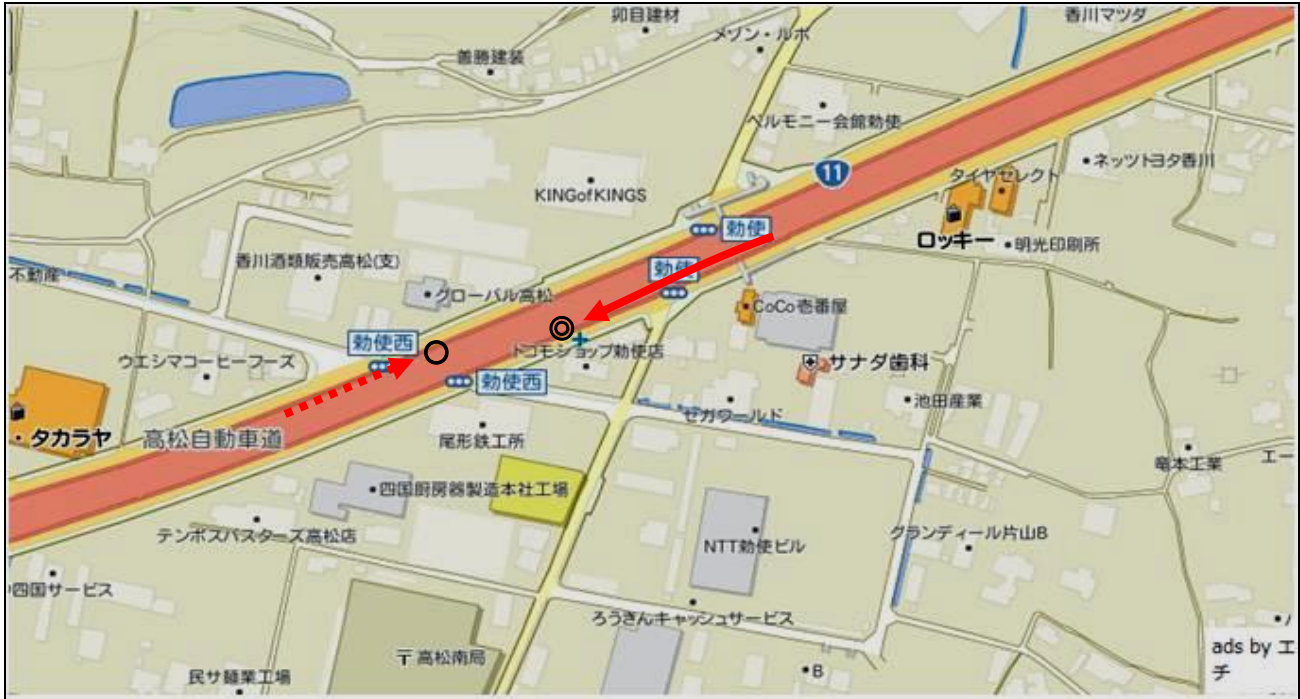 卯目建材
香川マツダ
メゾン・ルポ
善勝建装
ベルモニー会館勅使
11
ネッツトヨタ香川
タイヤセレクト
KINGofKINGS
勅使
ロッキー
明光印刷所
香川酒類販売高松(支)
勅使
不動産
グローバル高松
CoCo壱番屋
勅使西
ドコモショップ勅使店
ウエシマコーヒーフーズ
サナダ歯科
勅使西
池田産業
セガワールド
タカラヤ
高松自動車道
尾形鉄工所
竜本工業
エー
四国厨房器製造本社工場
テンポスバスターズ高松店
NTT勅使ビル
グランディール片山B
四国サービス
ろうきんキャッシュサービス
〒高松南局
B
ads by エ
チ
民サ麺業工場